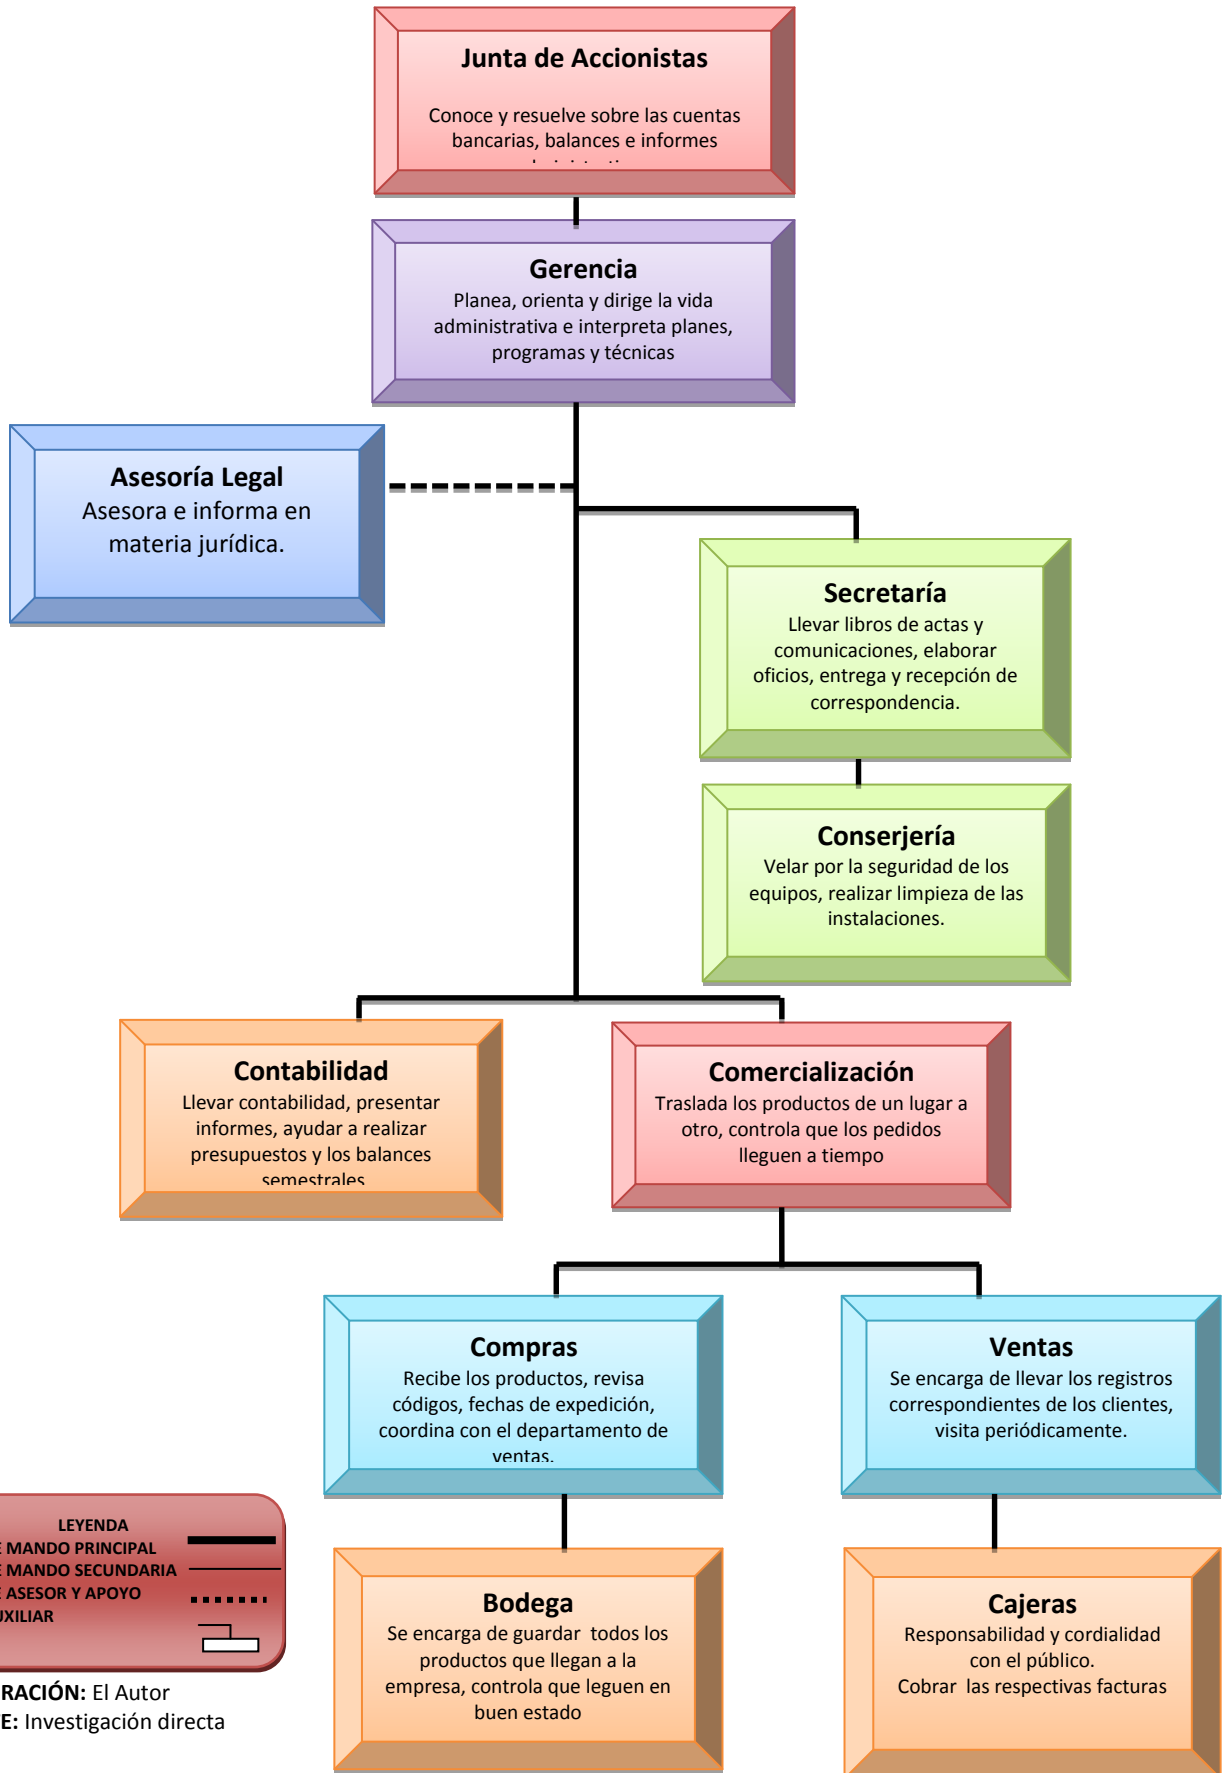 Junta de Accionistas
Conoce y resuelve sobre las cuentas
bancarias, balances e informes
Gerencia
Planea, orienta y dirige la vida
administrativa e interpreta planes,
programas y técnicas
Asesoría Legal
Asesora e informa en
materia jurídica.
Secretaría
Llevar libros de actas y
comunicaciones, elaborar
oficios, entrega y recepción de
correspondencia.
Conserjería
Velar por la seguridad de los
equipos, realizar limpieza de las
instalaciones.
Contabilidad
Llevar contabilidad, presentar
informes, ayudar a realizar
presupuestos y los balances
semestrales
Comercialización
Traslada los productos de un lugar a
otro, controla que los pedidos
lleguen a tiempo
Compras
Recibe los productos, revisa
códigos, fechas de expedición,
coordina con el departamento de
ventas.
Ventas
Se encarga de llevar los registros
correspondientes de los clientes,
visita periódicamente.
LEYENDA
E MANDO PRINCIPAL
E MANDO SECUNDARIA
E ASESOR Y APOYO
UXILIAR
RACIÓN: El Autor
TE: Investigación directa
Bodega
Se encarga de guardar todos los
productos que llegan a la
empresa, controla que leguen en
buen estado
Cajeras
Responsabilidad y cordialidad
con el público.
Cobrar las respectivas facturas